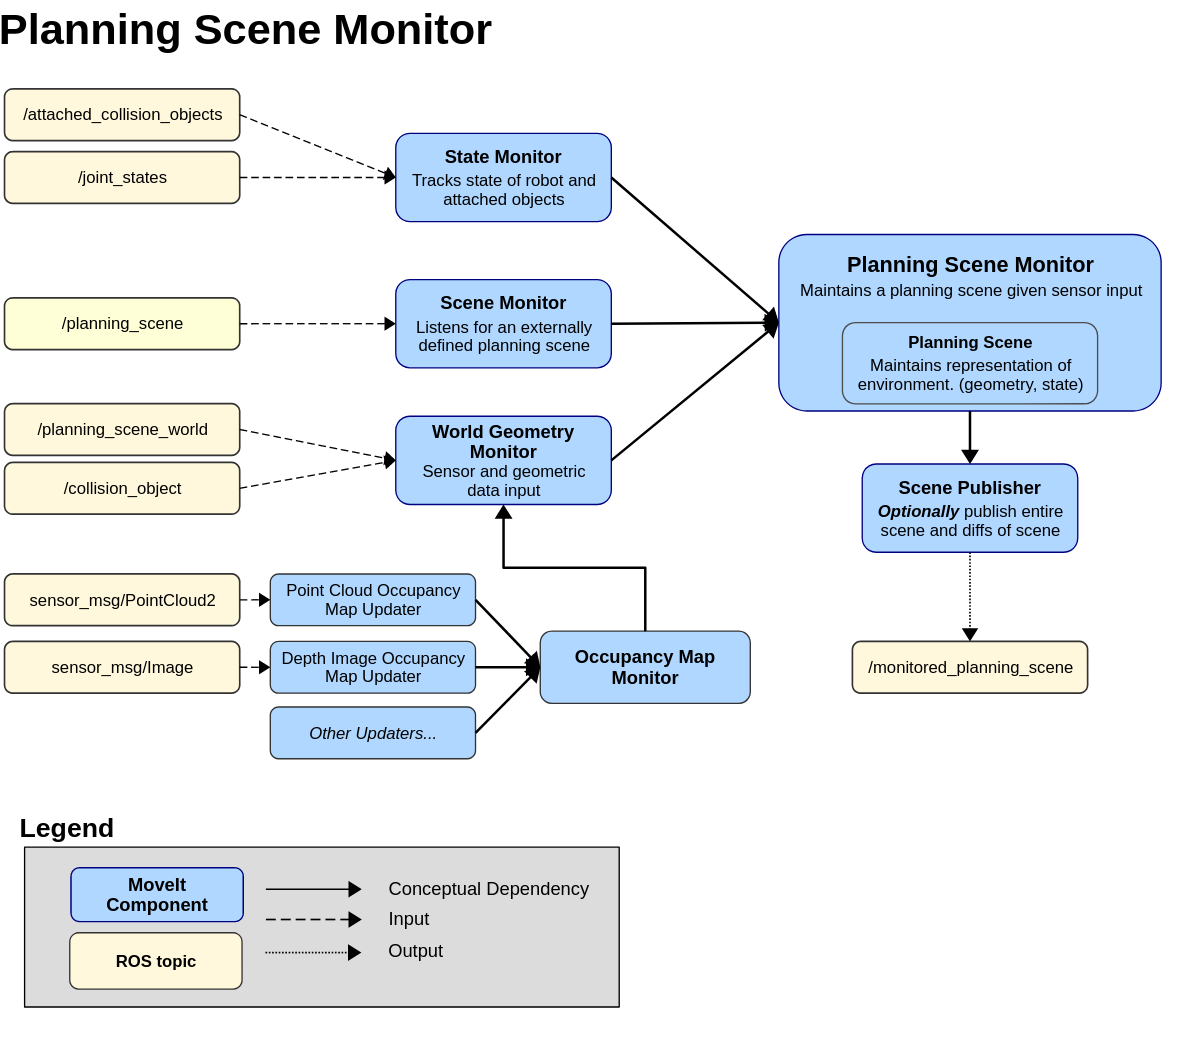 Planning Scene Monitor
/attached_collision_objects
/joint_states
State Monitor
Tracks state of robot and
attached objects
/planning_scene
Scene Monitor
Listens for an externally
defined planning scene
Planning Scene Monitor
Maintains a planning scene given sensor input
Planning Scene
Maintains representation of
environment. (geometry, state)
/planning_scene_world
/collision_object
World Geometry
Monitor
Sensor and geometric
data input
Scene Publisher
Optionally publish entire
scene and diffs of scene
sensor_msg/PointCloud2
Point Cloud Occupancy
Map Updater
sensor_msg/Image
Depth Image Occupancy
Map Updater
Other Updaters...
Occupancy Map
Monitor
/monitored_planning_scene
Legend
MoveIt
Component
ROS topic
Conceptual Dependency
Input
Output